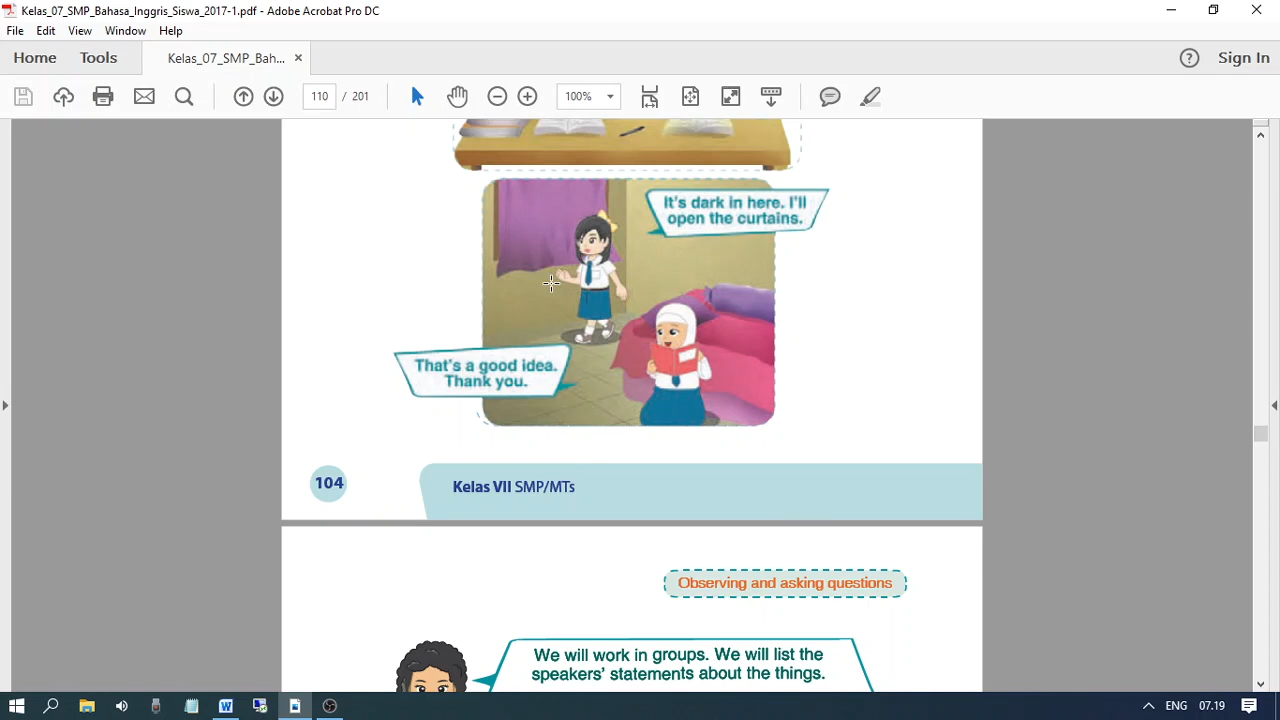 Kelas_07_SMP_Bahasa_Inggris_Siswa_2017-1.pdf - Adobe Acrobat Pro DC
File Edit View Window Help
Home Tools Kelas_07_SMP_Bah... × Sign In
110 / 201 100%
It's dark in here. I'll
open the curtains.
That's a good idea.
Thank you.
104 Kelas VII SMP/MTs
Observing and asking questions
We will work in groups. We will list the
speakers' statements about the things.
ENG 07.19